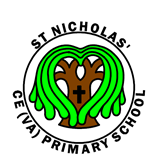 ST NICHOLAS'
CE (VA) PRIMARY SCHOOL